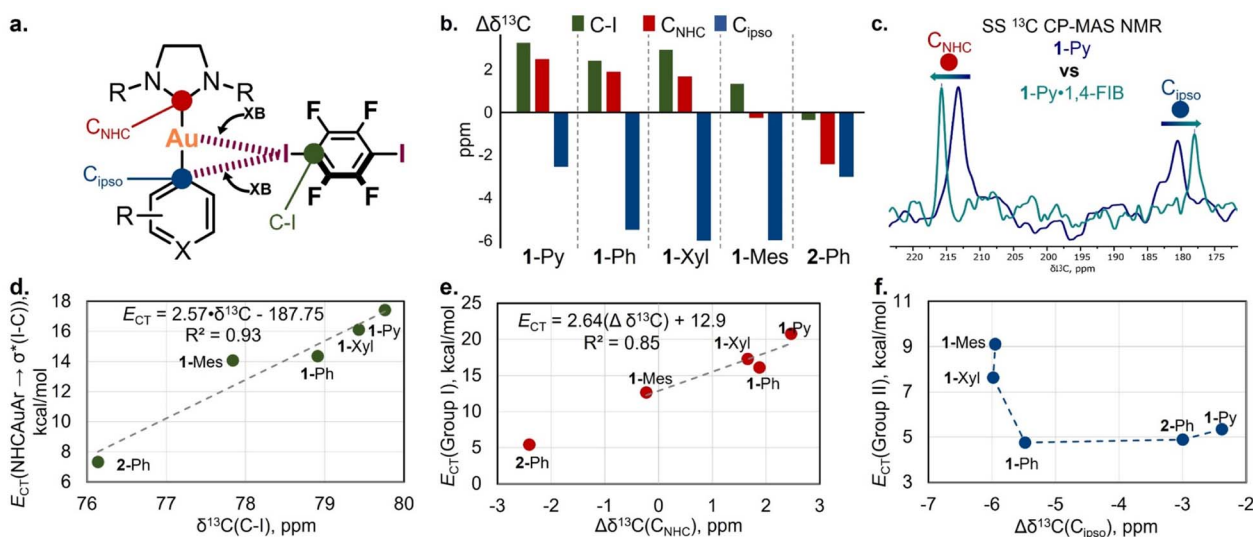 a.
N
N
R
R
C_NHC
XB
Au
F
F
I
I
F
F
C_ipso
XB
R
C-I
X
b.
Δδ¹³C
C-I
C_NHC
C_ipso
2
0
-2
-4
-6
ppm
1-Py
1-Ph
1-Xyl
1-Mes
2-Ph
c.
SS ¹³C CP-MAS NMR
1-Py
vs
1-Py•1,4-FIB
C_NHC
C_ipso
220
215
210
205
200
195
190
185
180
175
δ13C, ppm
d.
E_CT(NHCAuAr → σ*(I-C)),
kcal/mol
18
16
14
12
10
8
6
E_CT = 2.57•δ¹³C - 187.75
R² = 0.93
1-Py
1-Xyl
1-Mes
1-Ph
2-Ph
76
77
78
79
80
δ¹³C(C-I), ppm
e.
E_CT(Group I), kcal/mol
25
20
15
10
5
0
E_CT = 2.64(Δ δ¹³C) + 12.9
R² = 0.85
1-Py
1-Xyl
1-Ph
1-Mes
2-Ph
-3
-2
-1
0
1
2
3
Δδ¹³C(C_NHC), ppm
f.
E_CT(Group II), kcal/mol
11
9
7
5
3
1-Mes
1-Xyl
1-Ph
2-Ph
1-Py
-7
-6
-5
-4
-3
-2
Δδ¹³C(C_ipso), ppm